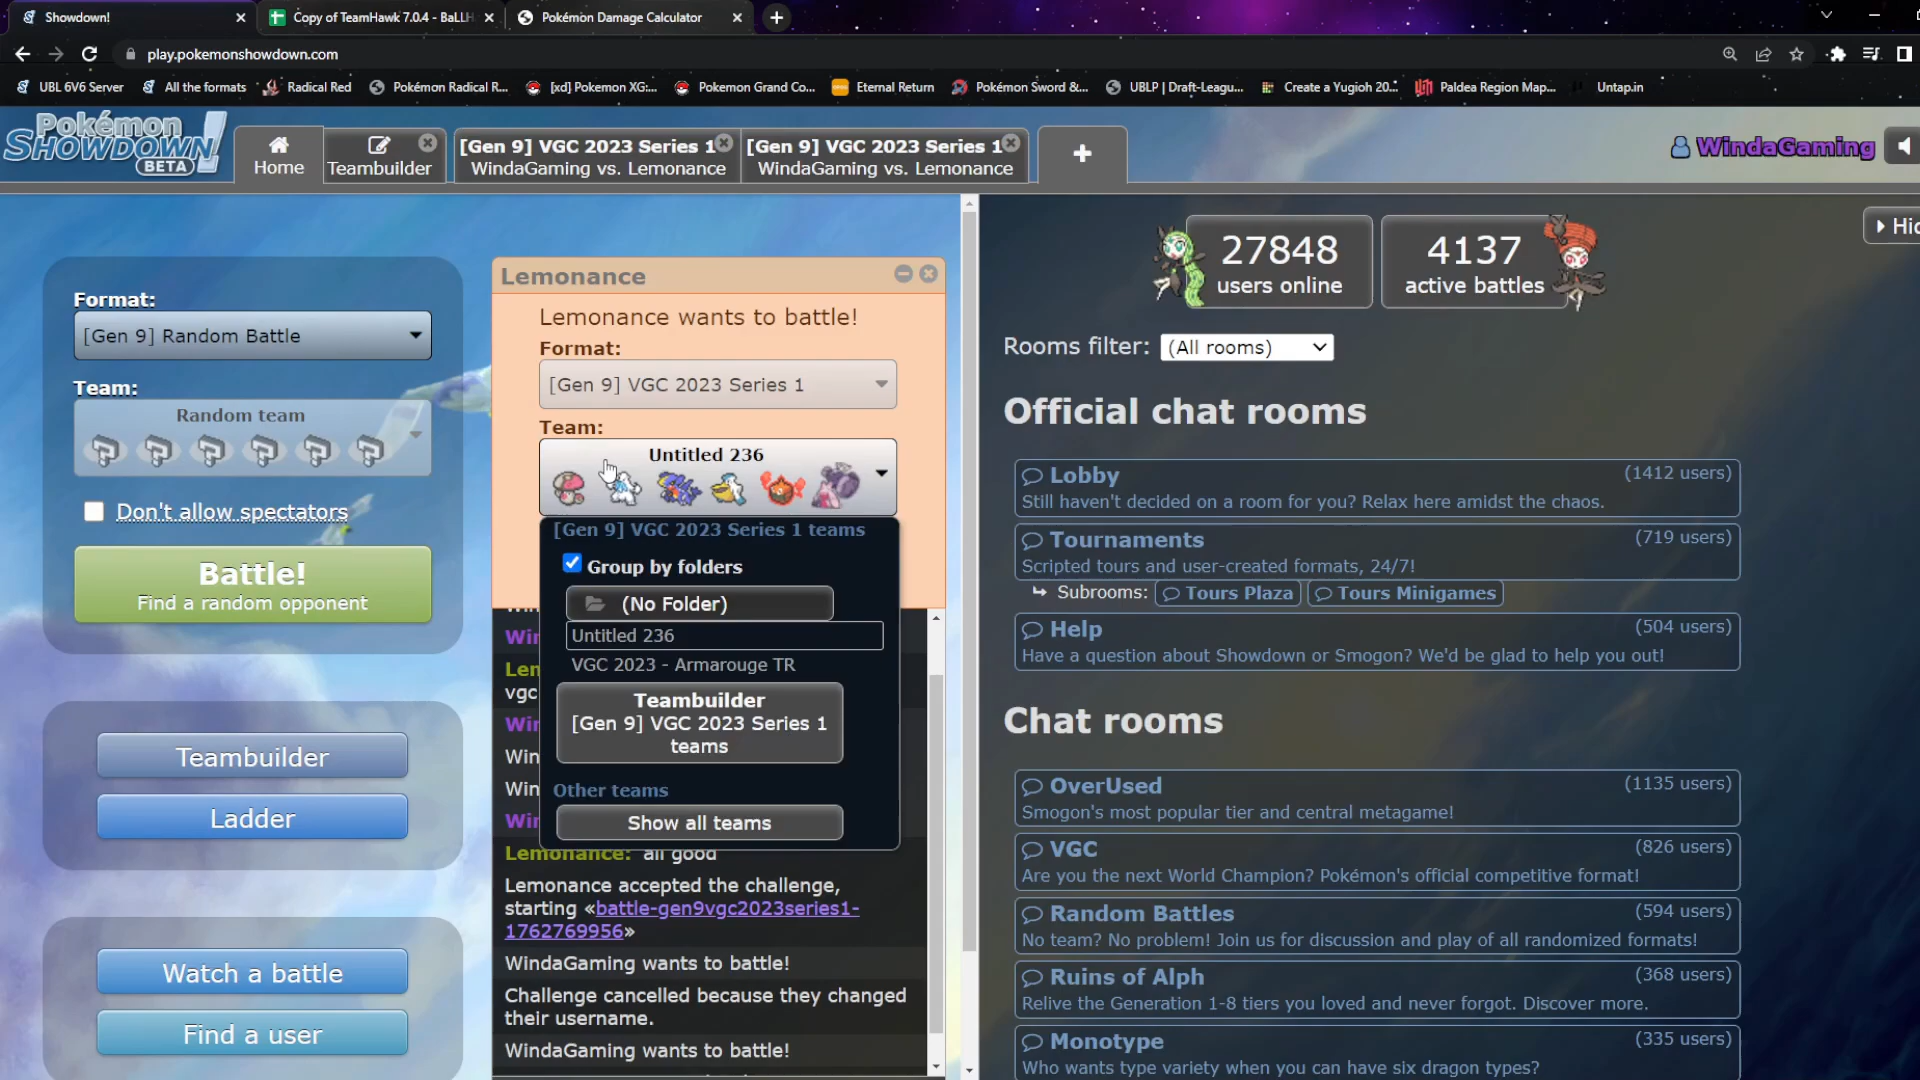 Showdown!
Copy of TeamHawk 7.0.4 - BaLLH
Pokémon Damage Calculator
play.pokemonshowdown.com
UBL 6V6 Server
All the formats
Radical Red
Pokémon Radical R...
[xd] Pokemon XG:...
Pokemon Grand Co...
Eternal Return
Pokémon Sword &...
UBLP | Draft-Leagu...
Create a Yugioh 20...
Paldea Region Map...
Untap.in
Pokémon
SHOWDOWN!
BETA
Home
Teambuilder
[Gen 9] VGC 2023 Series 1
WindaGaming vs. Lemonance
[Gen 9] VGC 2023 Series 1
WindaGaming vs. Lemonance
WindaGaming
Format:
[Gen 9] Random Battle
Team:
Random team
Don't allow spectators
Battle!
Find a random opponent
Teambuilder
Ladder
Watch a battle
Find a user
Lemonance
Lemonance wants to battle!
Format:
[Gen 9] VGC 2023 Series 1
Team:
Untitled 236
[Gen 9] VGC 2023 Series 1 teams
Group by folders
(No Folder)
Untitled 236
VGC 2023 - Armarouge TR
Teambuilder
[Gen 9] VGC 2023 Series 1
teams
Other teams
Show all teams
vgc
Lemonance: all good
Lemonance accepted the challenge,
starting «battle-gen9vgc2023series1-
1762769956»
WindaGaming wants to battle!
Challenge cancelled because they changed
their username.
WindaGaming wants to battle!
27848
users online
4137
active battles
Rooms filter: (All rooms)
Official chat rooms
Lobby (1412 users)
Still haven't decided on a room for you? Relax here amidst the chaos.
Tournaments (719 users)
Scripted tours and user-created formats, 24/7!
Subrooms: Tours Plaza Tours Minigames
Help (504 users)
Have a question about Showdown or Smogon? We'd be glad to help you out!
Chat rooms
OverUsed (1135 users)
Smogon's most popular tier and central metagame!
VGC (826 users)
Are you the next World Champion? Pokémon's official competitive format!
Random Battles (594 users)
No team? No problem! Join us for discussion and play of all randomized formats!
Ruins of Alph (368 users)
Relive the Generation 1-8 tiers you loved and never forgot. Discover more.
Monotype (335 users)
Who wants type variety when you can have six dragon types?